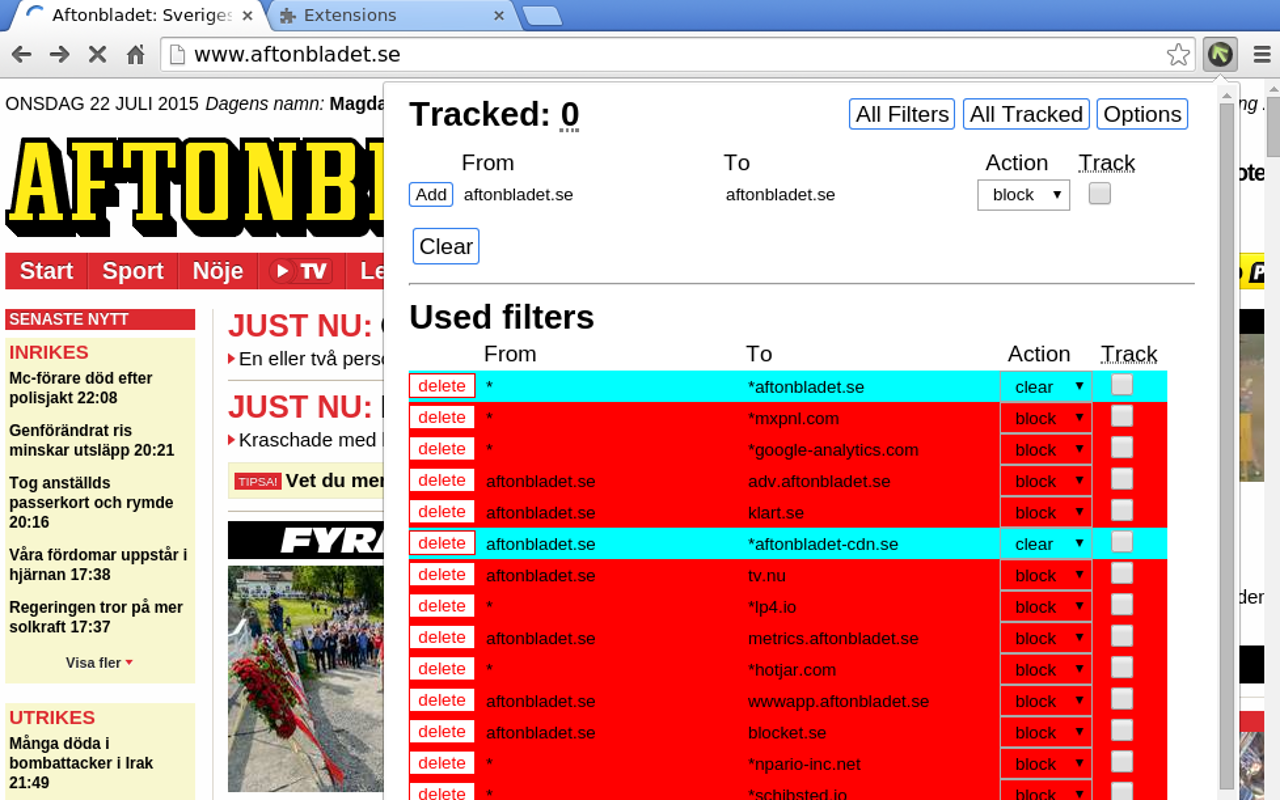 Aftonbladet: Sveriges
Extensions
www.aftonbladet.se
ONSDAG 22 JULI 2015 Dagens namn: Magda
AFTONB
Start Sport Nöje TV Le
SENASTE NYTT
INRIKES
Mc-förare död efter
polisjakt 22:08
Genförändrat ris
minskar utsläpp 20:21
Tog anställds
passerkort och rymde
20:16
Våra fördomar uppstår i
hjärnan 17:38
Regeringen tror på mer
solkraft 17:37
Visa fler
UTRIKES
Många döda i
bombattacker i Irak
21:49
JUST NU:
En eller två perso
JUST NU:
Kraschade med
TIPSA! Vet du mer
FYRA
Tracked: 0
All Filters All Tracked Options
From To Action Track
Add aftonbladet.se aftonbladet.se block
Clear
Used filters
From To Action Track
delete * *aftonbladet.se clear
delete * *mxpnl.com block
delete * *google-analytics.com block
delete aftonbladet.se adv.aftonbladet.se block
delete aftonbladet.se klart.se block
delete aftonbladet.se *aftonbladet-cdn.se clear
delete aftonbladet.se tv.nu block
delete * *lp4.io block
delete aftonbladet.se metrics.aftonbladet.se block
delete * *hotjar.com block
delete aftonbladet.se wwwapp.aftonbladet.se block
delete aftonbladet.se blocket.se block
delete * *npario-inc.net block
delete * *schibsted.io block